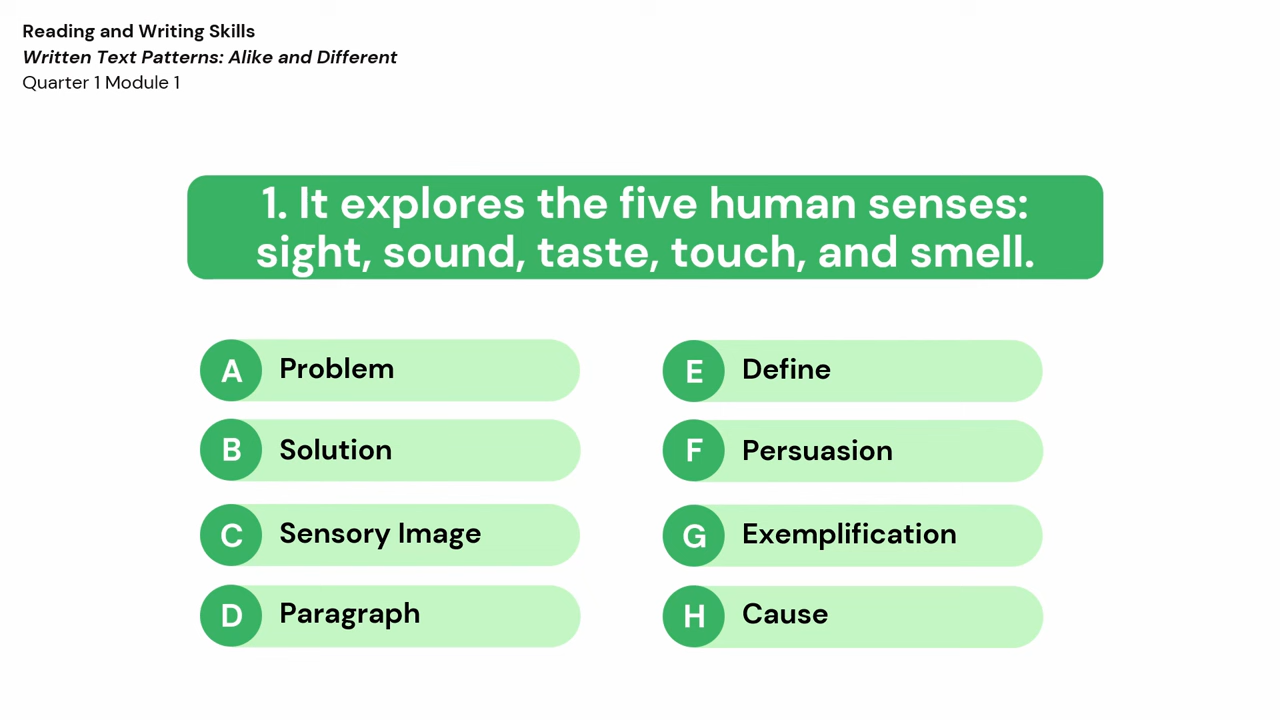 Reading and Writing Skills
Written Text Patterns: Alike and Different
Quarter 1 Module 1
1. It explores the five human senses:
sight, sound, taste, touch, and smell.
A Problem
B Solution
C Sensory Image
D Paragraph
E Define
F Persuasion
G Exemplification
H Cause